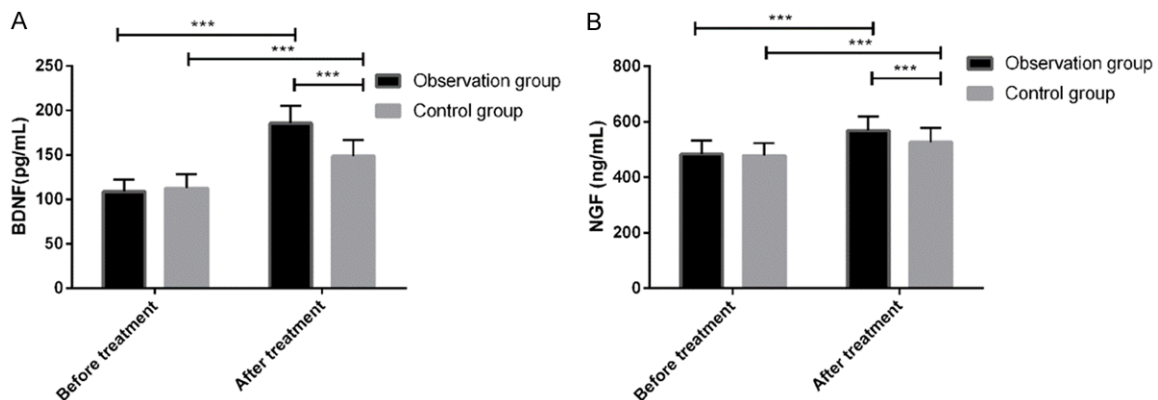 A
***
***
***
Observation group
Control group
250
200
150
100
50
0
BDNF(pg/mL)
Before treatment
After treatment
B
***
***
***
Observation group
Control group
800
600
400
200
0
NGF (ng/mL)
Before treatment
After treatment